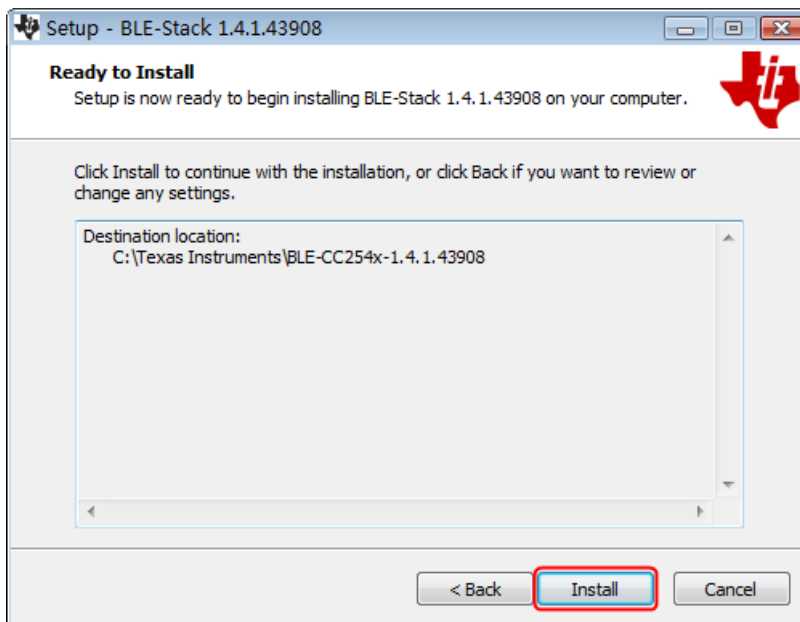 Setup - BLE-Stack 1.4.1.43908
Ready to Install
Setup is now ready to begin installing BLE-Stack 1.4.1.43908 on your computer.
Click Install to continue with the installation, or click Back if you want to review or
change any settings.
Destination location:
C:\Texas Instruments\BLE-CC254x-1.4.1.43908
< Back
Install
Cancel